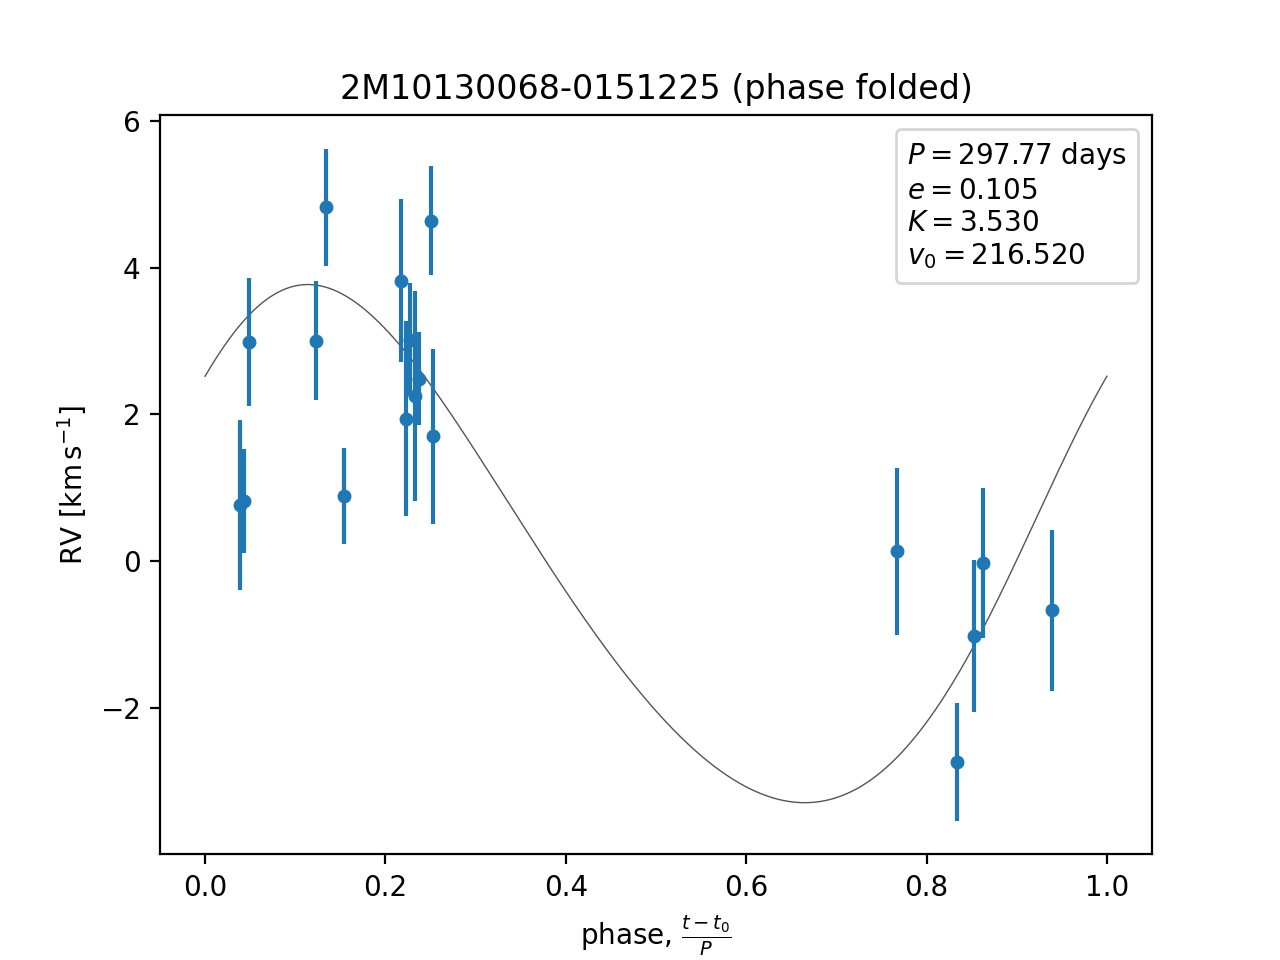 2M10130068-0151225 (phase folded)
P = 297.77 days
e = 0.105
K = 3.530
v₀ = 216.520
RV [km s⁻¹]
6
4
2
0
−2
0.0 0.2 0.4 0.6 0.8 1.0
phase, (t − t₀)/P